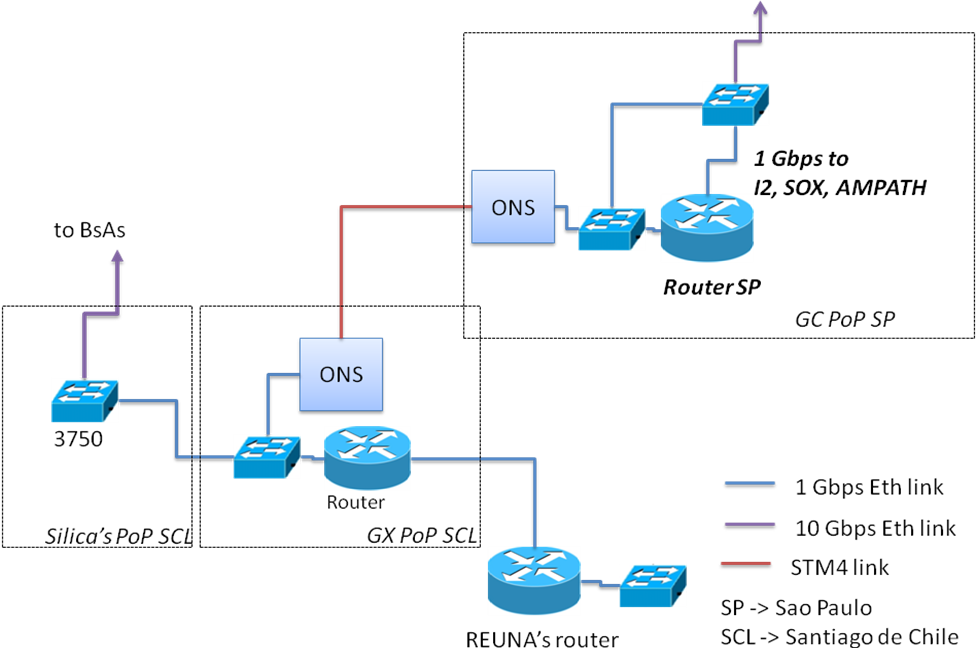 1 Gbps to
I2, SOX, AMPATH
ONS
Router SP
GC PoP SP
to BsAs
ONS
3750
Router
Silica's PoP SCL
GX PoP SCL
REUNA's router
1 Gbps Eth link
10 Gbps Eth link
STM4 link
SP -> Sao Paulo
SCL -> Santiago de Chile